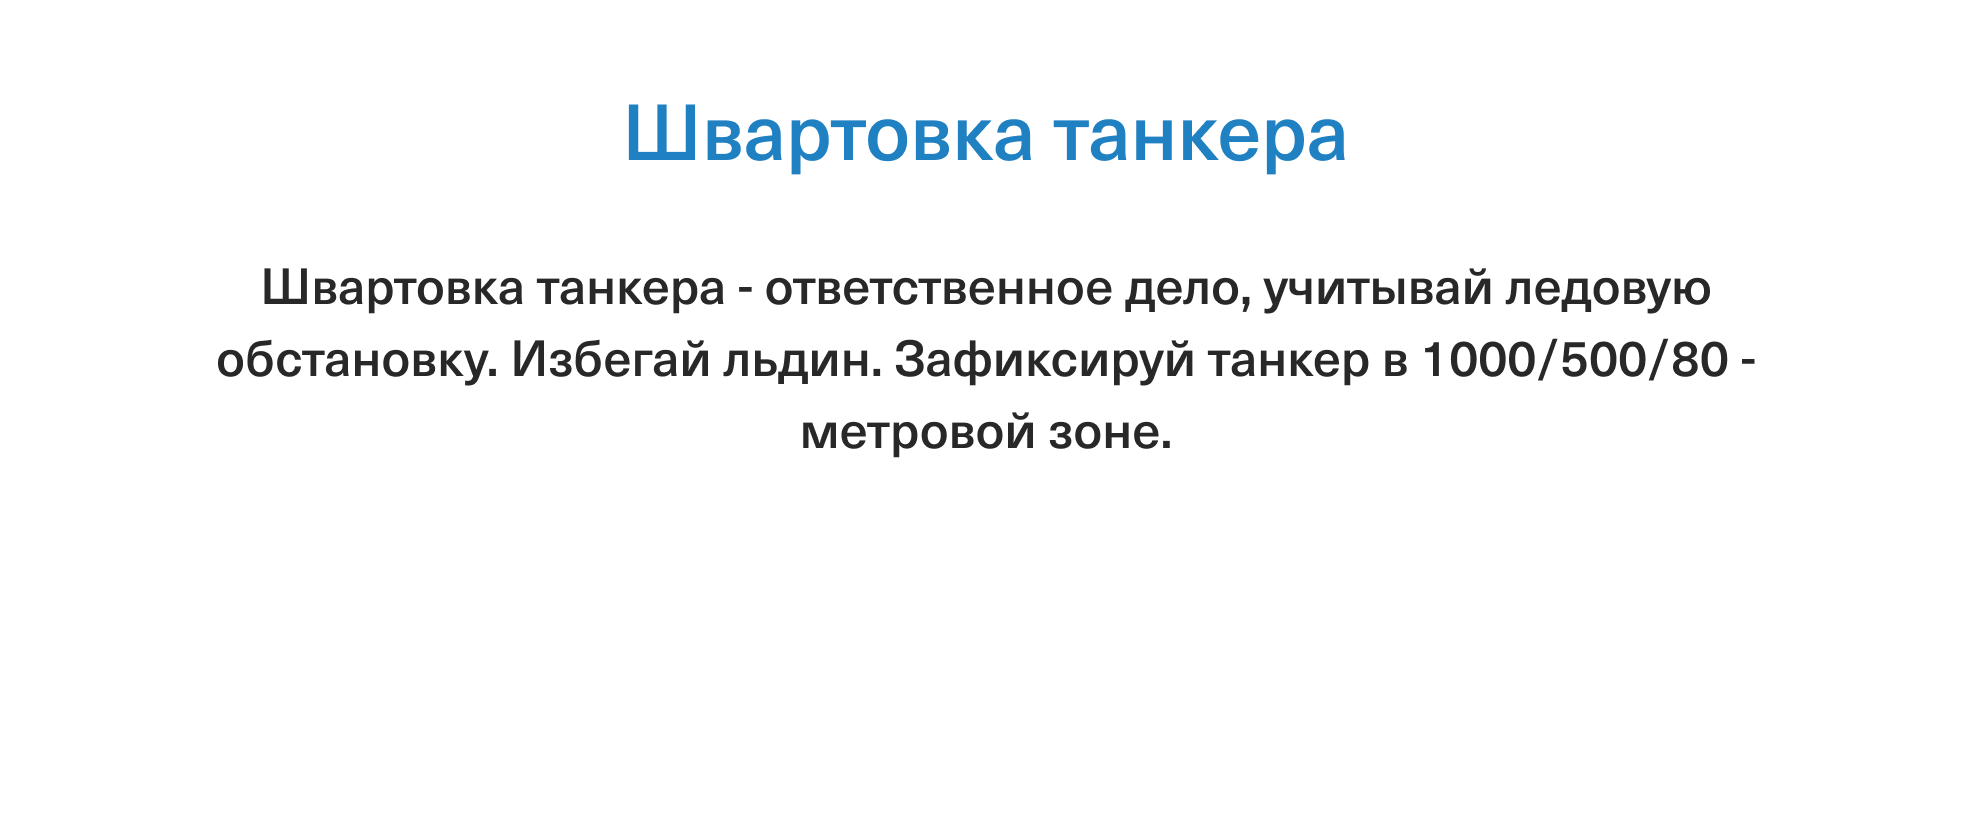 Швартовка танкера
Швартовка танкера - ответственное дело, учитывай ледовую
обстановку. Избегай льдин. Зафиксируй танкер в 1000/500/80 -
метровой зоне.